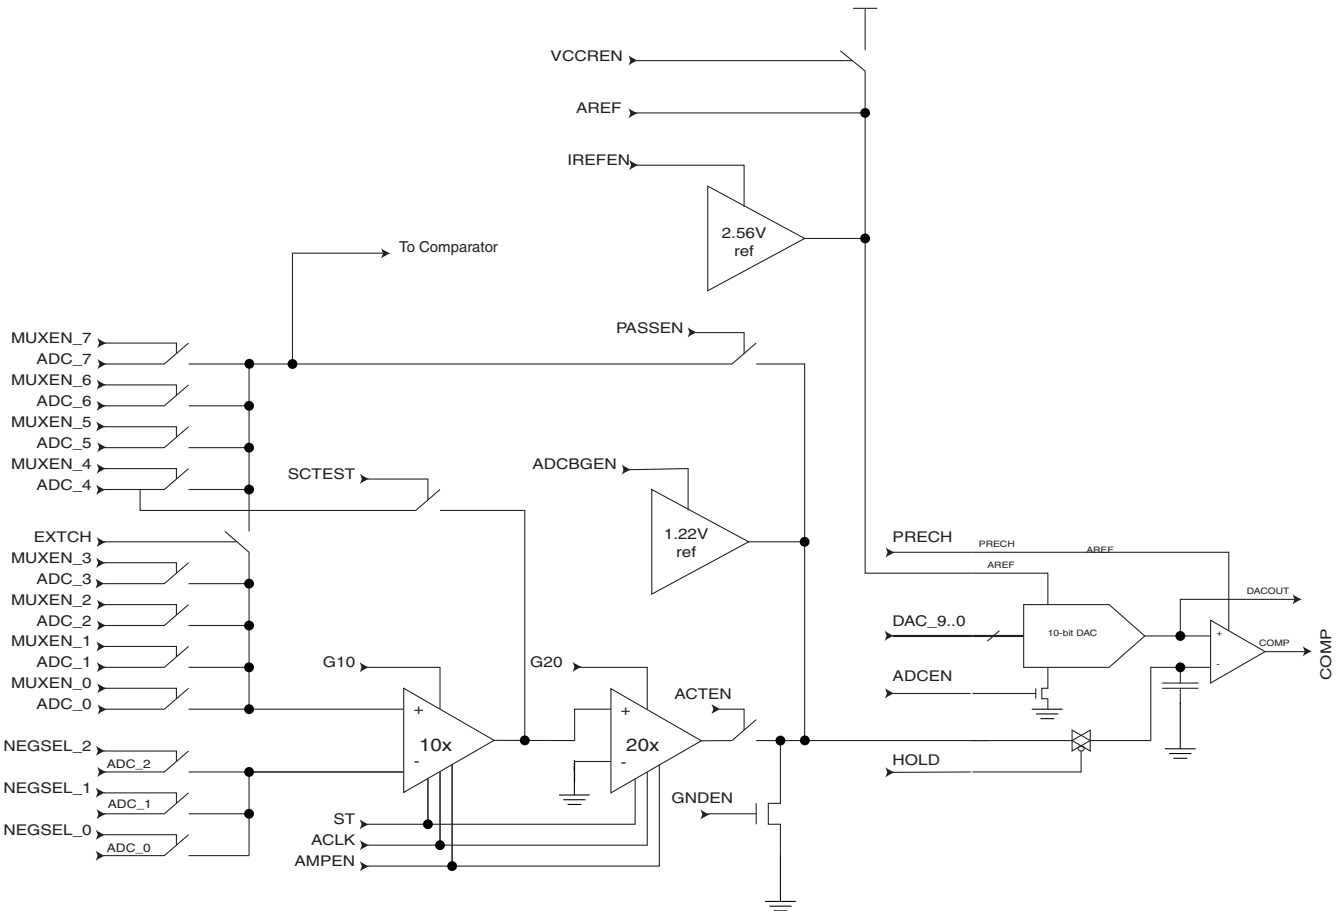 VCCREN
AREF
IREFEN
2.56V
ref
To Comparator
PASSEN
MUXEN_7
ADC_7
MUXEN_6
ADC_6
MUXEN_5
ADC_5
MUXEN_4
ADC_4
SCTEST
ADCBGEN
1.22V
ref
EXTCH
MUXEN_3
ADC_3
MUXEN_2
ADC_2
MUXEN_1
ADC_1
MUXEN_0
ADC_0
PRECH
PRECH
AREF
AREF
DACOUT
DAC_9..0
10-bit DAC
+
-
COMP
COMP
ADCEN
HOLD
G10
G20
ACTEN
+
10x
-
+
20x
-
NEGSEL_2
ADC_2
NEGSEL_1
ADC_1
NEGSEL_0
ADC_0
GNDEN
ST
ACLK
AMPEN